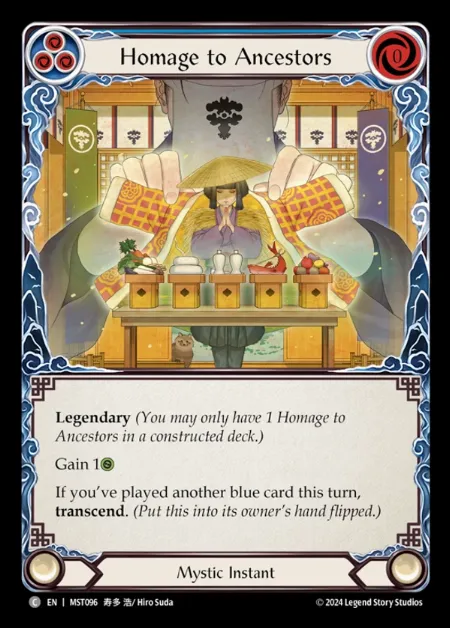 Homage to Ancestors
0
Legendary (You may only have 1 Homage to
Ancestors in a constructed deck.)
Gain 1
If you've played another blue card this turn,
transcend. (Put this into its owner's hand flipped.)
Mystic Instant
C EN | MST096 寿多 浩/ Hiro Suda
© 2024 Legend Story Studios